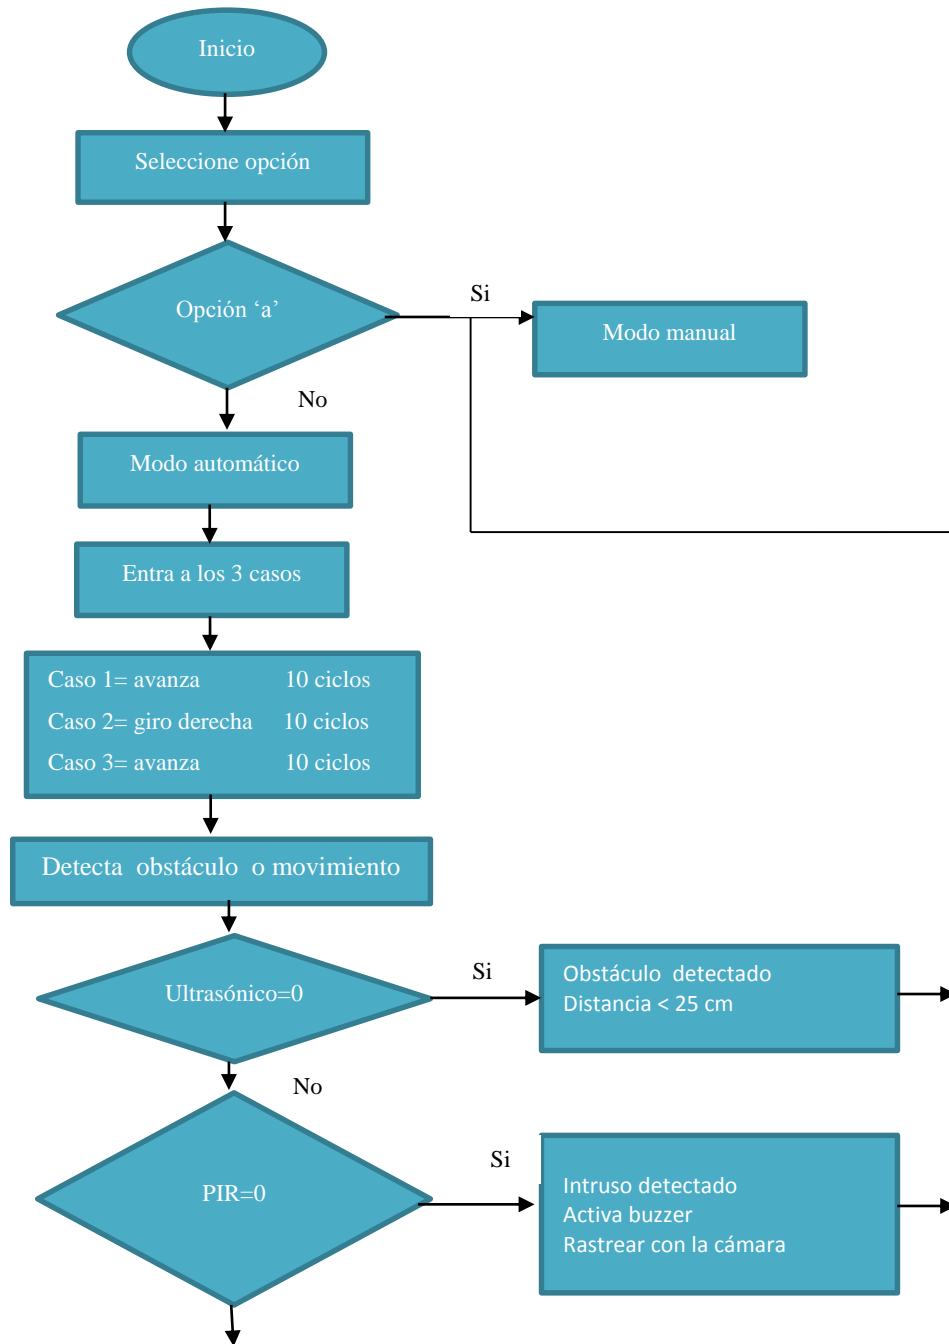 Inicio
Seleccione opción
Opción ‘a’
Si
Modo manual
No
Modo automático
Entra a los 3 casos
Caso 1= avanza 10 ciclos
Caso 2= giro derecha 10 ciclos
Caso 3= avanza 10 ciclos
Detecta obstáculo o movimiento
Ultrasónico=0
Si
Obstáculo detectado
Distancia < 25 cm
No
PIR=0
Si
Intruso detectado
Activa buzzer
Rastrear con la cámara